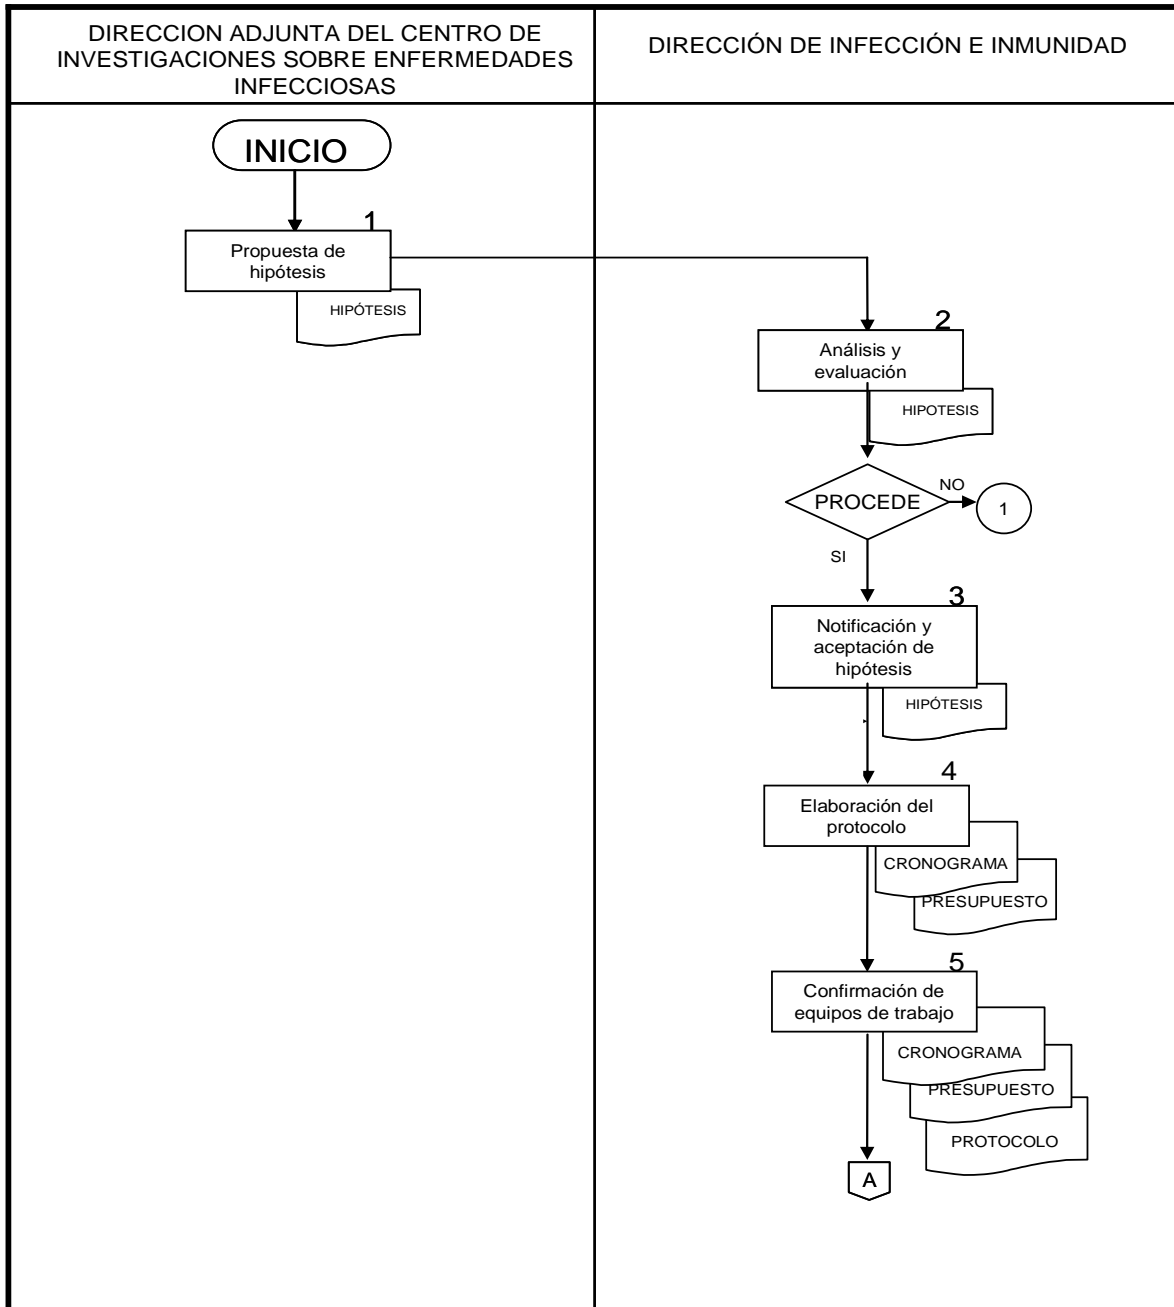 DIRECCION ADJUNTA DEL CENTRO DE
INVESTIGACIONES SOBRE ENFERMEDADES
INFECCIOSAS
DIRECCIÓN DE INFECCIÓN E INMUNIDAD
INICIO
1
Propuesta de
hipótesis
HIPÓTESIS
2
Análisis y
evaluación
HIPOTESIS
PROCEDE
NO
1
SI
3
Notificación y
aceptación de
hipótesis
HIPÓTESIS
4
Elaboración del
protocolo
CRONOGRAMA
PRESUPUESTO
5
Confirmación de
equipos de trabajo
CRONOGRAMA
PRESUPUESTO
PROTOCOLO
A